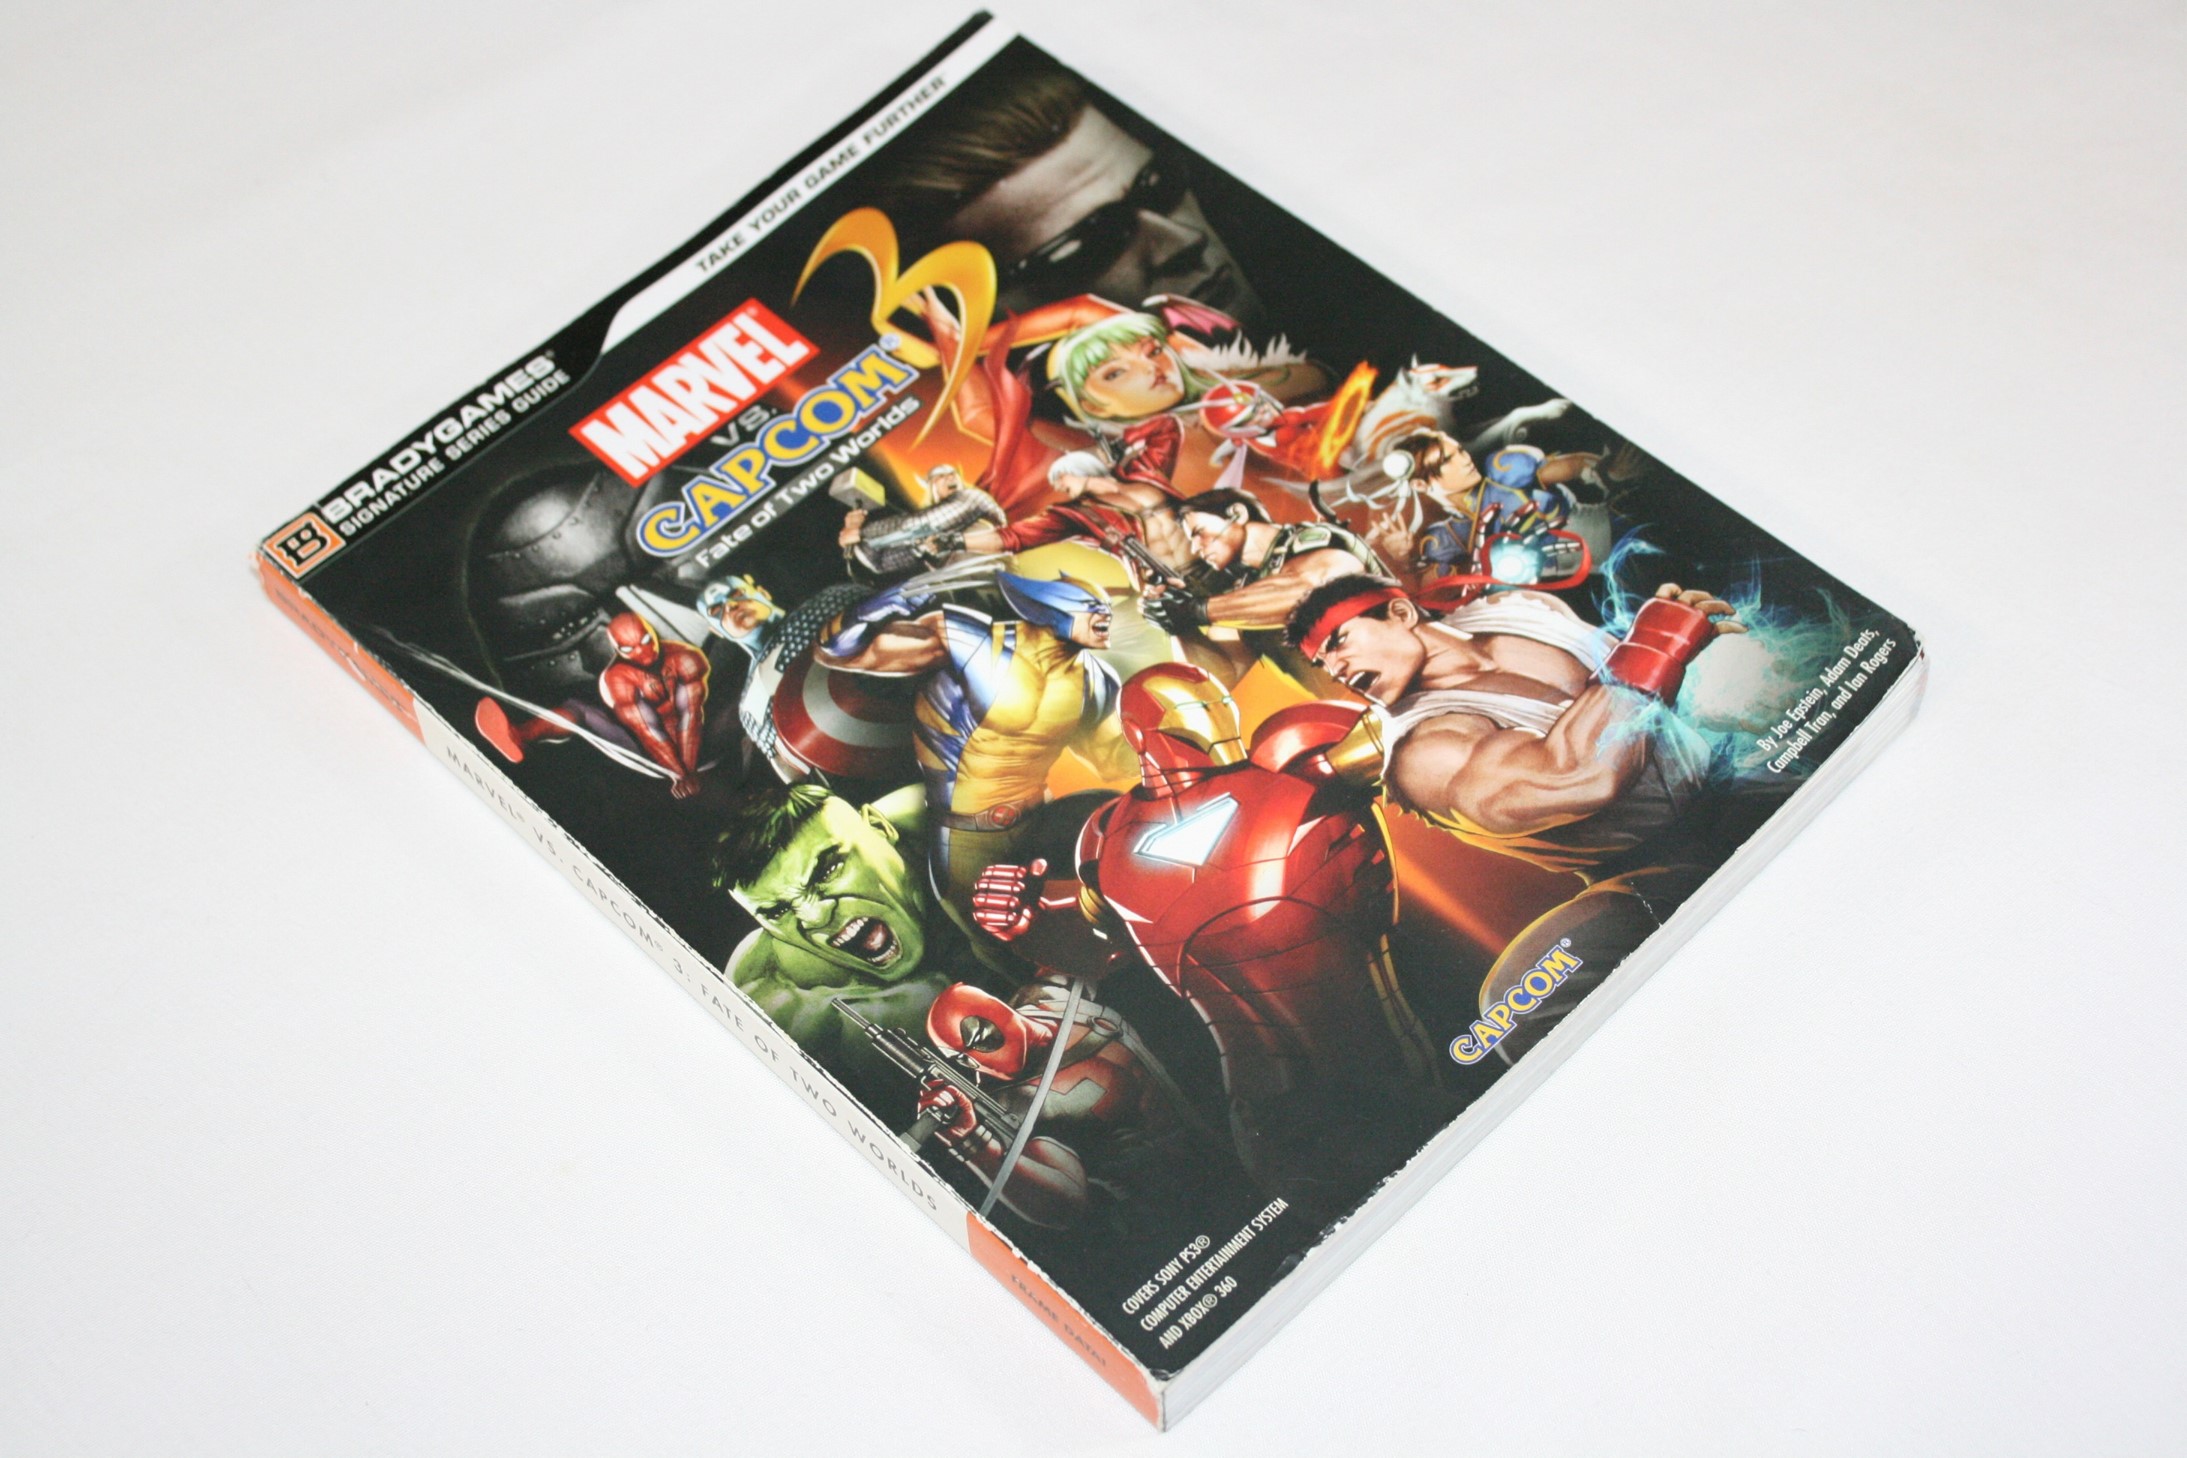 BRADYGAMES®
SIGNATURE SERIES GUIDE
TAKE YOUR GAME FURTHER
MARVEL
VS.
CAPCOM® 3
Fate of Two Worlds
By Joe Epstein, Adam Deats,
Campbell Tran, and Ian Rogers
CAPCOM®
COVERS SONY PS3®
COMPUTER ENTERTAINMENT SYSTEM
AND XBOX® 360
MARVEL® VS. CAPCOM® 3: FATE OF TWO WORLDS